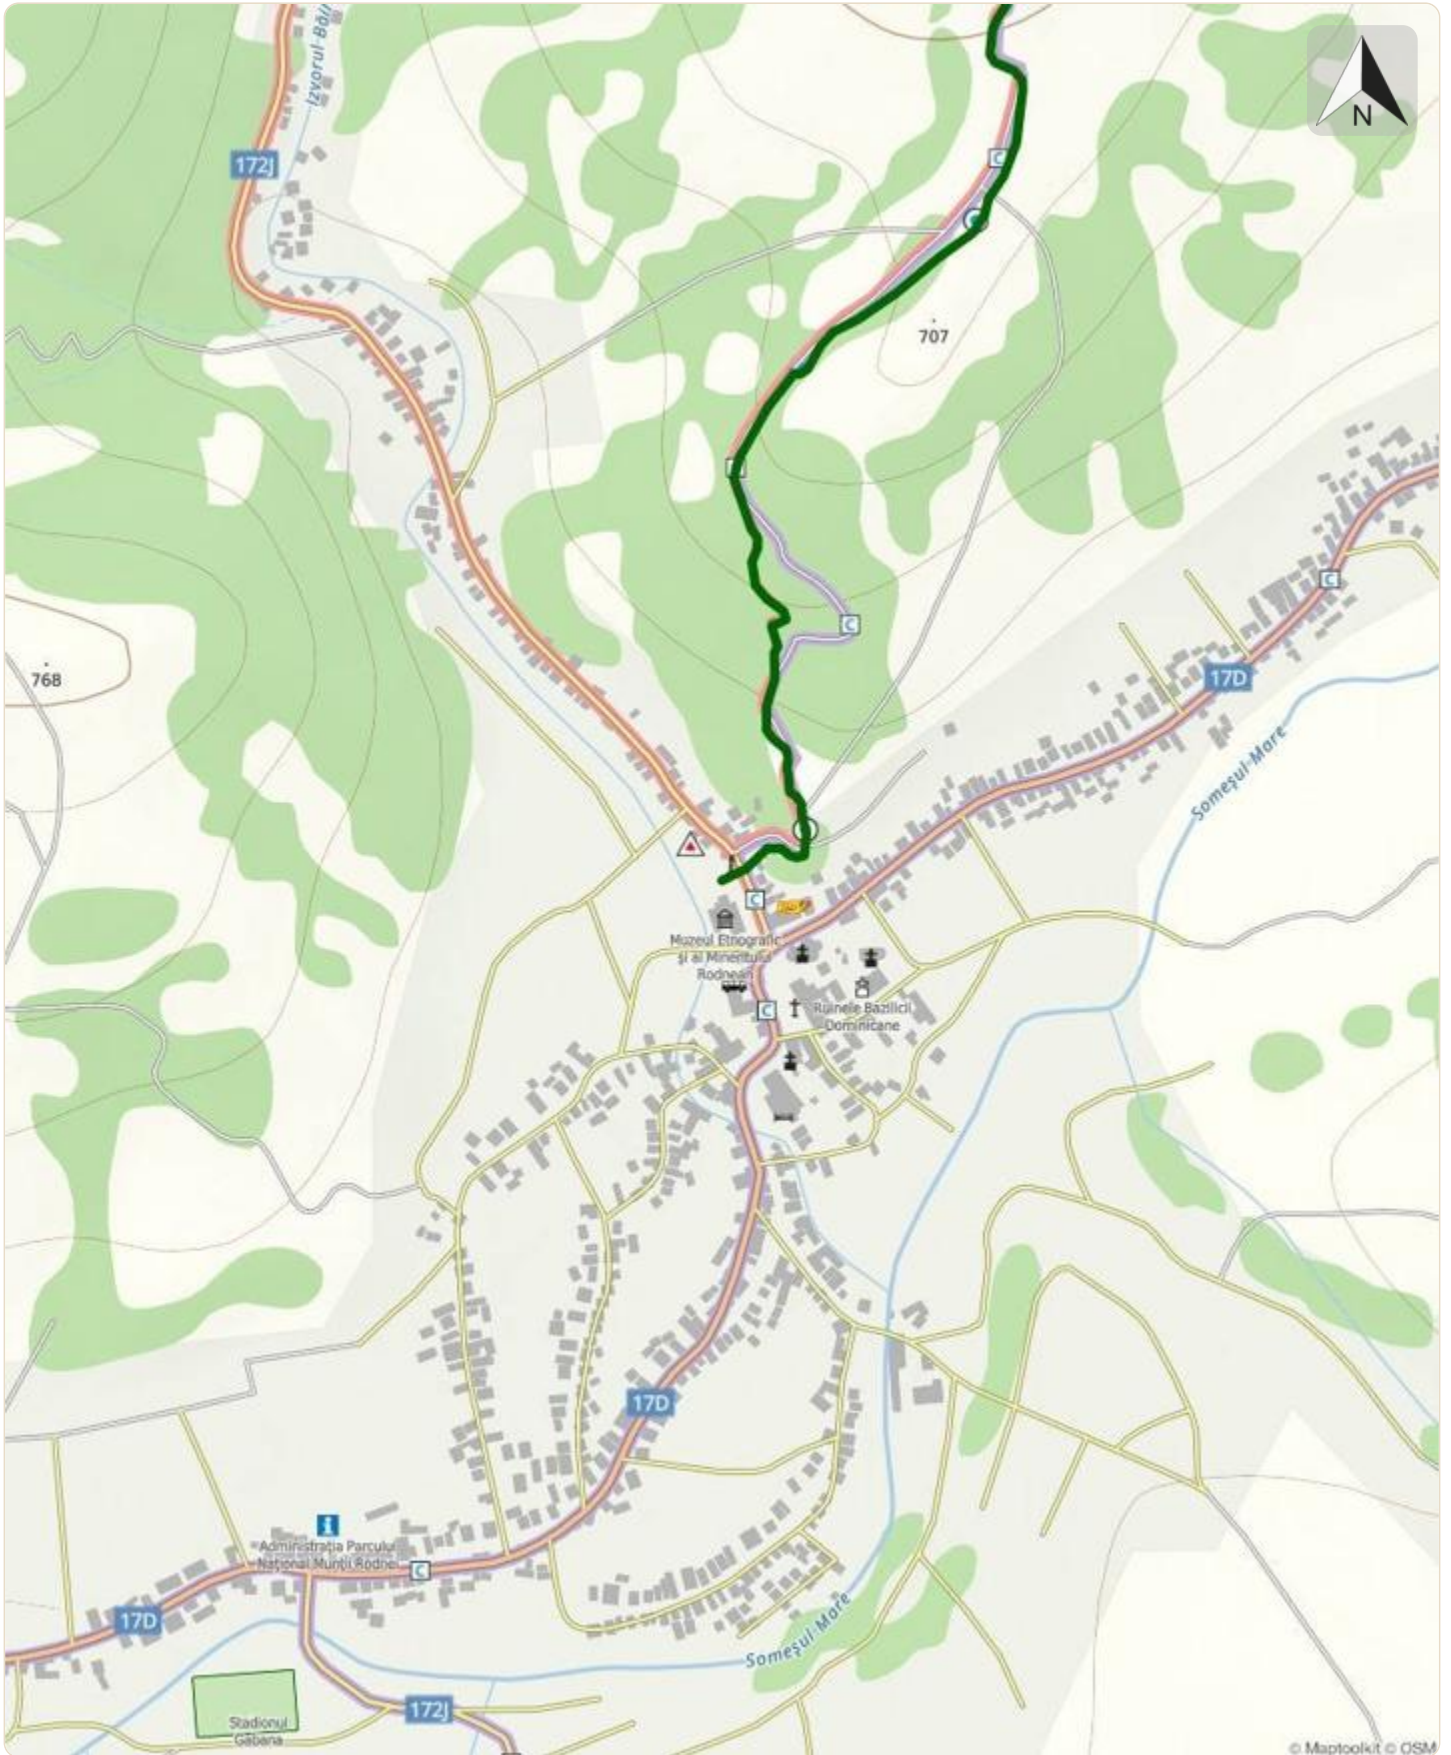 Izvorul Băil
N
172J
707
17D
768
Someșul Mare
Muzeul Etnografic
și al Mineritului
Rodnean
Ruinele Bazilicii
Dominicane
17D
Administrația Parcului
Național Munții Rodnei
17D
Someșul Mare
172J
Stadionul
Găbana
© Maptoolkit © OSM
C
C
C
C
C
C